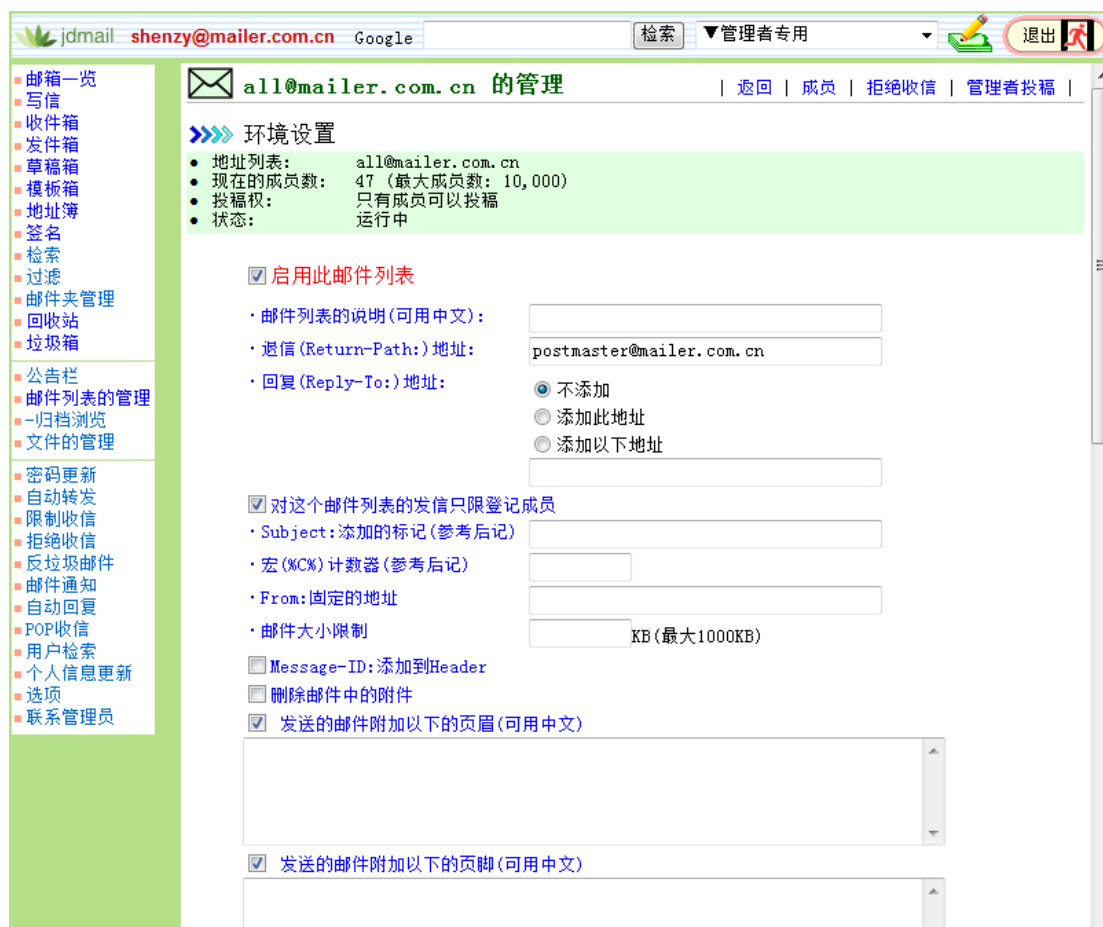 jdmail shenzy@mailer.com.cn Google 检索 ▼管理者专用 退出
邮箱一览
写信
收件箱
发件箱
草稿箱
模板箱
地址簿
签名
检索
过滤
邮件夹管理
回收站
垃圾箱
公告栏
邮件列表的管理
-归档浏览
文件的管理
密码更新
自动转发
限制收信
拒绝收信
反垃圾邮件
邮件通知
自动回复
POP收信
用户检索
个人信息更新
选项
联系管理员
all@mailer.com.cn 的管理 | 返回 | 成员 | 拒绝收信 | 管理者投稿 |
环境设置
• 地址列表: all@mailer.com.cn
• 现在的成员数: 47 (最大成员数: 10,000)
• 投稿权: 只有成员可以投稿
• 状态: 运行中
启用此邮件列表
·邮件列表的说明(可用中文):
·退信(Return-Path:)地址: postmaster@mailer.com.cn
·回复(Reply-To:)地址: 不添加
添加此地址
添加以下地址
对这个邮件列表的发信只限登记成员
·Subject:添加的标记(参考后记)
·宏(%C%)计数器(参考后记)
·From:固定的地址
·邮件大小限制 KB(最大1000KB)
Message-ID:添加到Header
删除邮件中的附件
发送的邮件附加以下的页眉(可用中文)
发送的邮件附加以下的页脚(可用中文)